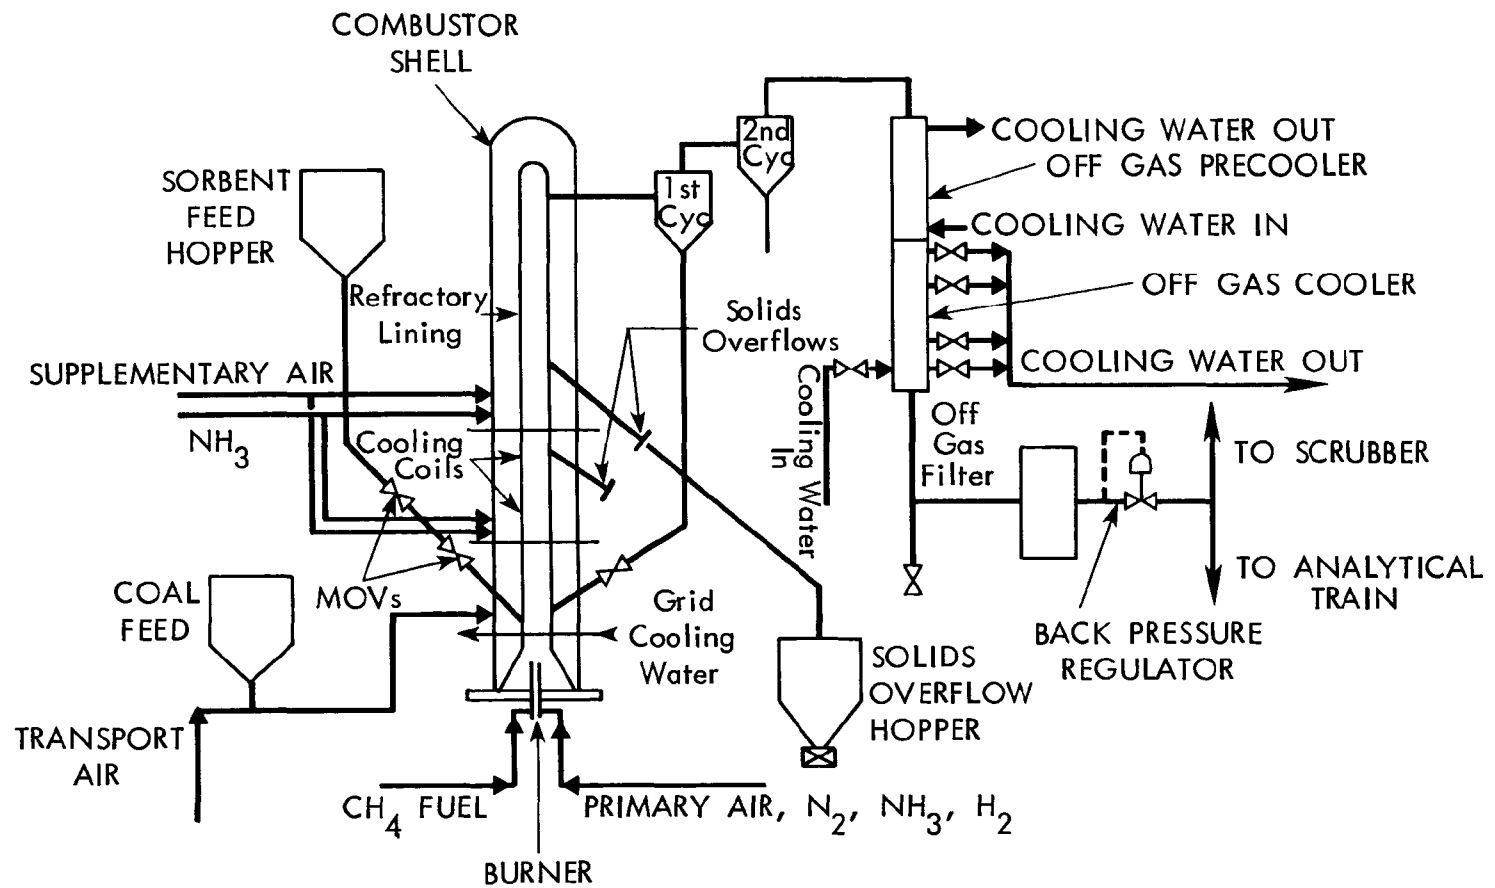 COMBUSTOR
SHELL
2nd
Cyc
COOLING WATER OUT
OFF GAS PRECOOLER
SORBENT
FEED
HOPPER
1st
Cyc
COOLING WATER IN
Refractory
Lining
Solids
Overflows
OFF GAS COOLER
SUPPLEMENTARY AIR
COOLING WATER OUT
NH3
Cooling
Coils
Cooling Water
In
Off
Gas
Filter
TO SCRUBBER
COAL
FEED
MOVs
Grid
Cooling
Water
TO ANALYTICAL
TRAIN
BACK PRESSURE
REGULATOR
SOLIDS
OVERFLOW
HOPPER
TRANSPORT
AIR
CH4 FUEL
PRIMARY AIR, N2, NH3, H2
BURNER